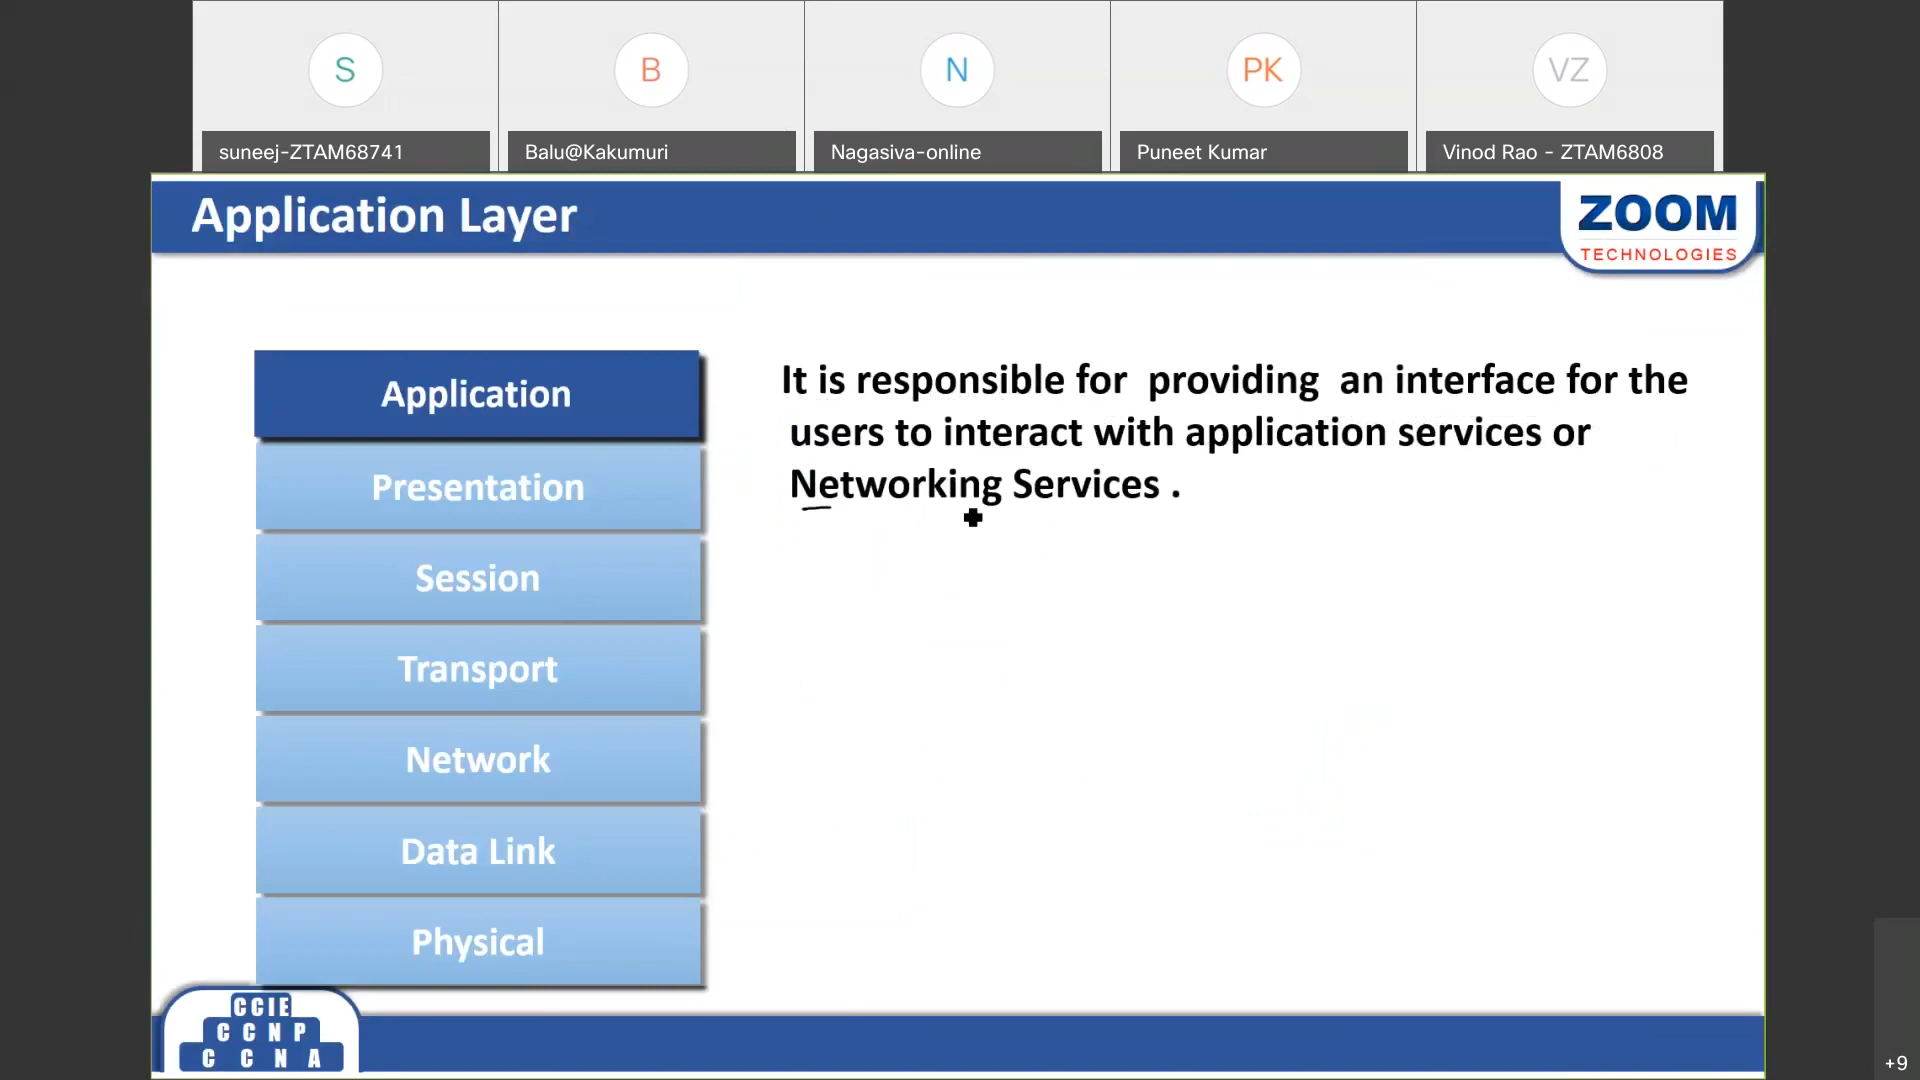 S
B
N
PK
VZ
suneej-ZTAM68741
Balu@Kakumuri
Nagasiva-online
Puneet Kumar
Vinod Rao - ZTAM6808
Application Layer
ZOOM
TECHNOLOGIES
Application
Presentation
Session
Transport
Network
Data Link
Physical
It is responsible for providing an interface for the
users to interact with application services or
Networking Services .
CCIE
CCNP
CCNA
+9